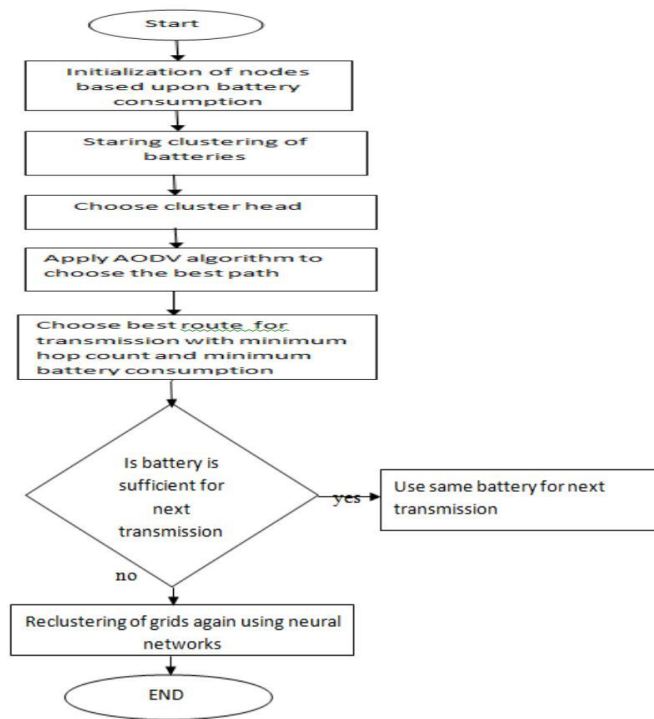 Start
Initialization of nodes
based upon battery
consumption
Staring clustering of
batteries
Choose cluster head
Apply AODV algorithm to
choose the best path
Choose best route for
transmission with minimum
hop count and minimum
battery consumption
Is battery is
sufficient for
next
transmission
yes
Use same battery for next
transmission
no
Reclustering of grids again using neural
networks
END